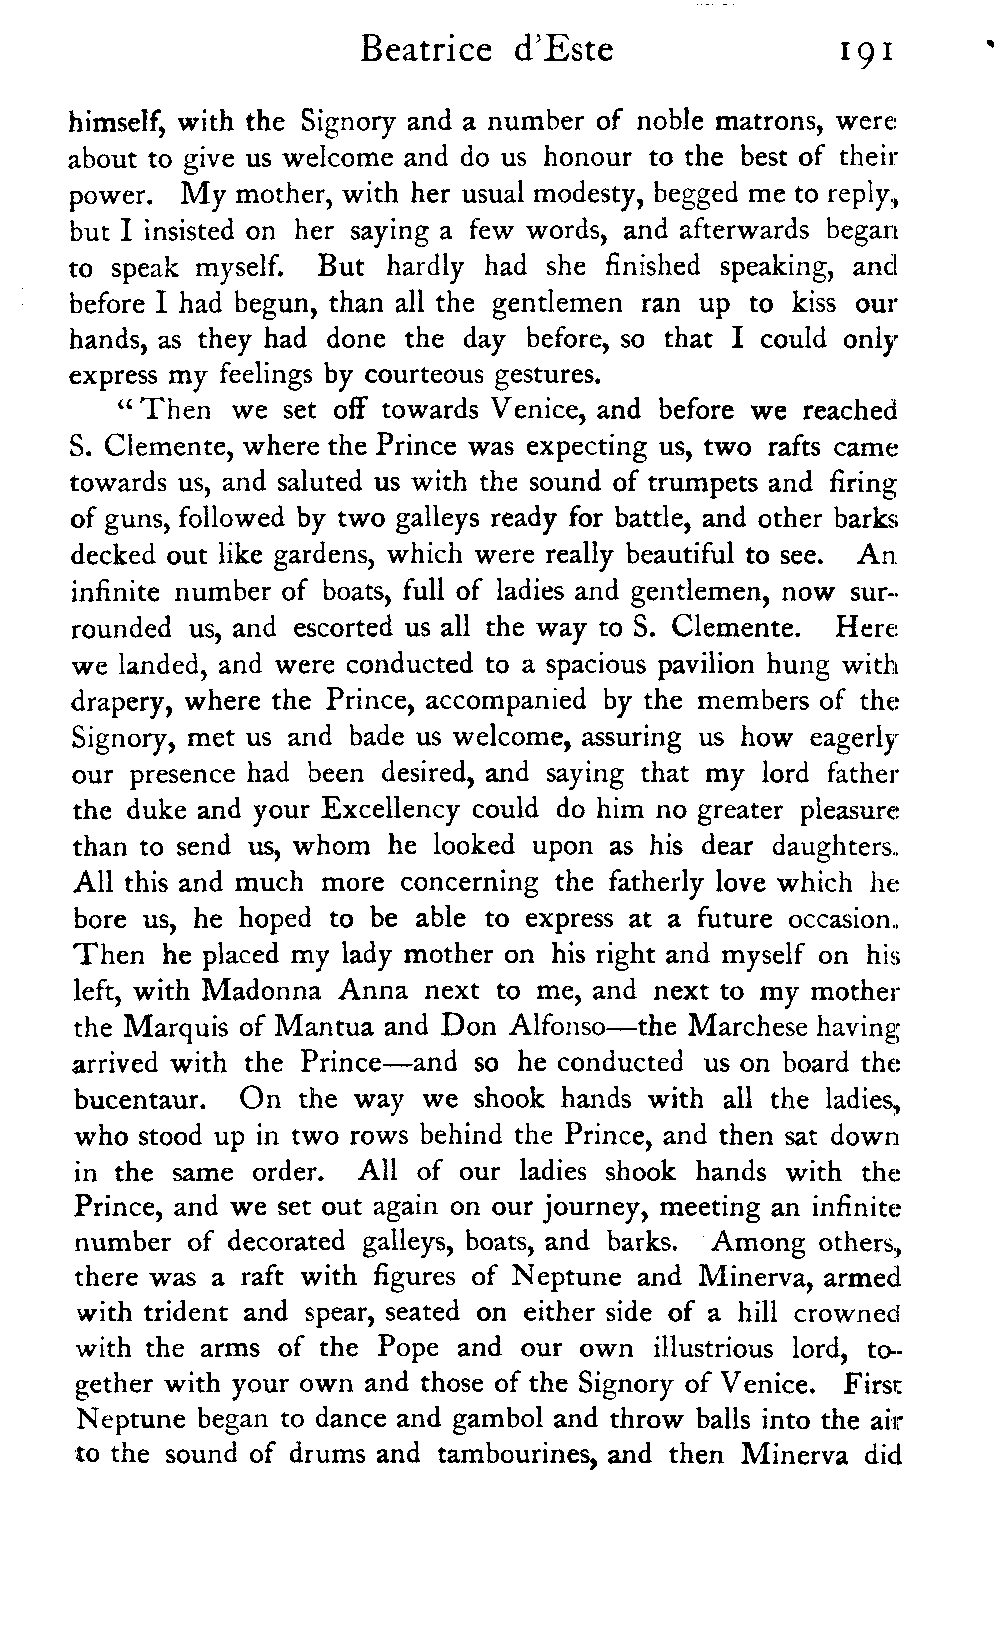 Beatrice d'Este 191
himself, with the Signory and a number of noble matrons, were
about to give us welcome and do us honour to the best of their
power. My mother, with her usual modesty, begged me to reply,
but I insisted on her saying a few words, and afterwards began
to speak myself. But hardly had she finished speaking, and
before I had begun, than all the gentlemen ran up to kiss our
hands, as they had done the day before, so that I could only
express my feelings by courteous gestures.
"Then we set off towards Venice, and before we reached
S. Clemente, where the Prince was expecting us, two rafts came
towards us, and saluted us with the sound of trumpets and firing
of guns, followed by two galleys ready for battle, and other barks
decked out like gardens, which were really beautiful to see. An
infinite number of boats, full of ladies and gentlemen, now sur-
rounded us, and escorted us all the way to S. Clemente. Here
we landed, and were conducted to a spacious pavilion hung with
drapery, where the Prince, accompanied by the members of the
Signory, met us and bade us welcome, assuring us how eagerly
our presence had been desired, and saying that my lord father
the duke and your Excellency could do him no greater pleasure
than to send us, whom he looked upon as his dear daughters.
All this and much more concerning the fatherly love which he
bore us, he hoped to be able to express at a future occasion.
Then he placed my lady mother on his right and myself on his
left, with Madonna Anna next to me, and next to my mother
the Marquis of Mantua and Don Alfonso—the Marchese having
arrived with the Prince—and so he conducted us on board the
bucentaur. On the way we shook hands with all the ladies,
who stood up in two rows behind the Prince, and then sat down
in the same order. All of our ladies shook hands with the
Prince, and we set out again on our journey, meeting an infinite
number of decorated galleys, boats, and barks. Among others,
there was a raft with figures of Neptune and Minerva, armed
with trident and spear, seated on either side of a hill crowned
with the arms of the Pope and our own illustrious lord, to-
gether with your own and those of the Signory of Venice. First
Neptune began to dance and gambol and throw balls into the air
to the sound of drums and tambourines, and then Minerva did